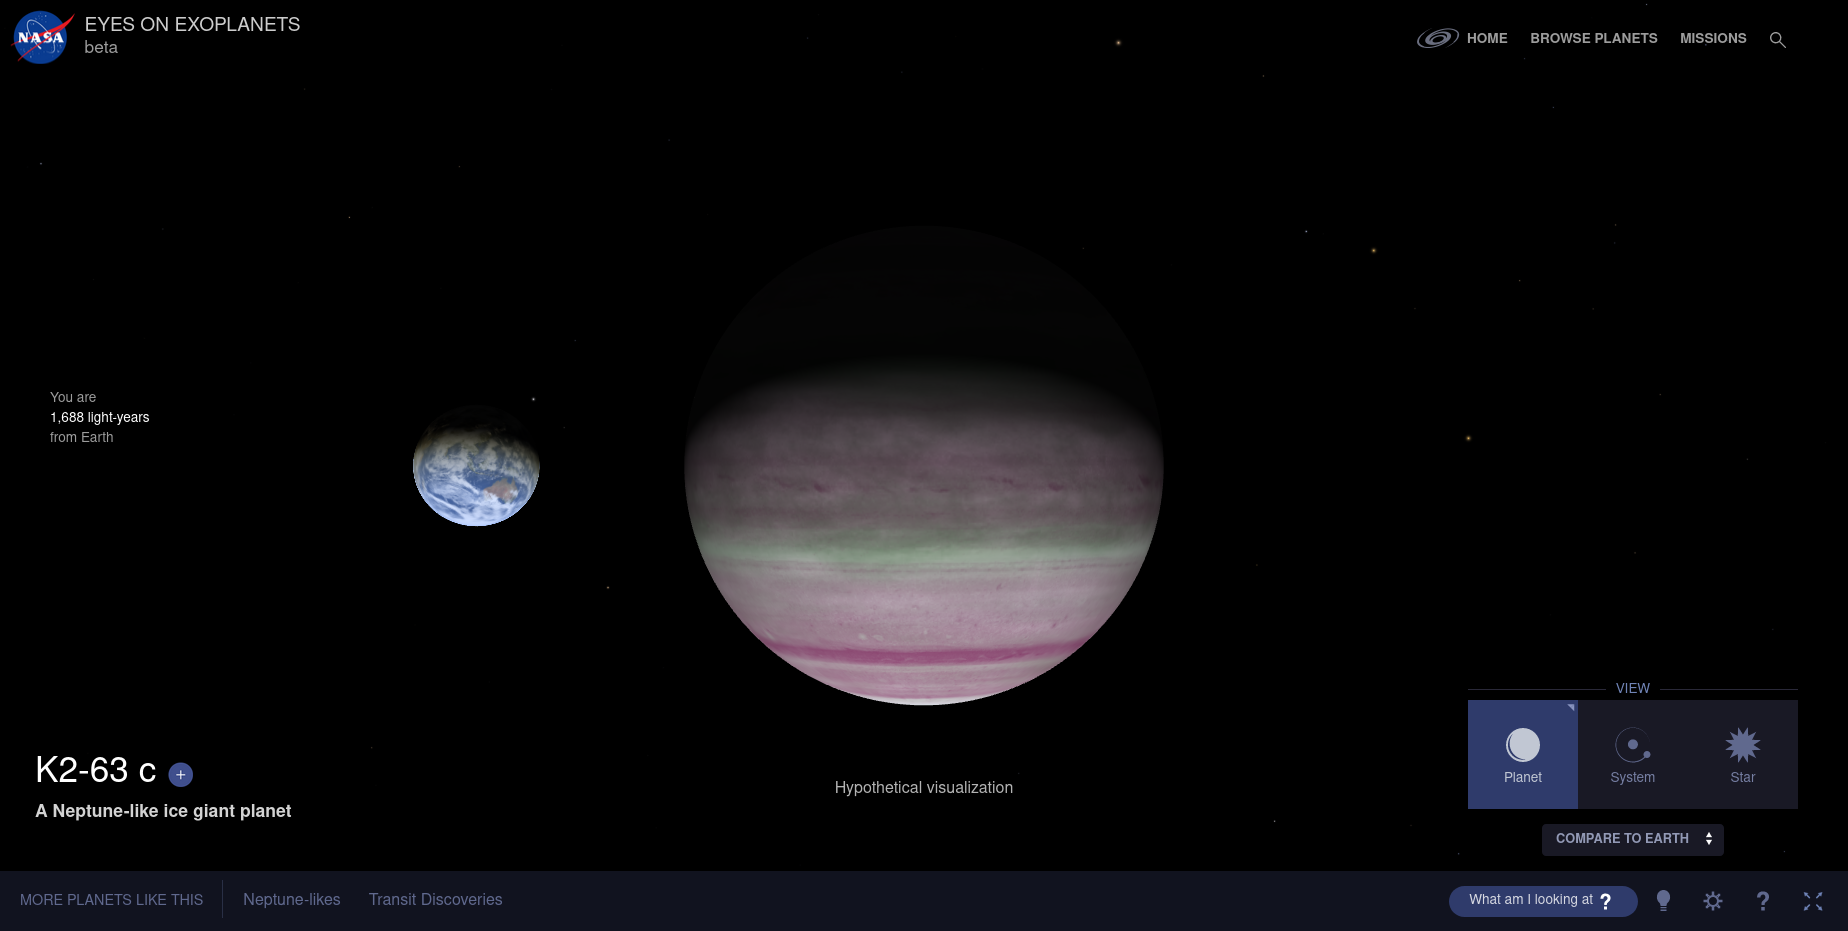 NASA
EYES ON EXOPLANETS
beta
HOME
BROWSE PLANETS
MISSIONS
You are
1,688 light-years
from Earth
K2-63 c +
A Neptune-like ice giant planet
Hypothetical visualization
VIEW
Planet
System
Star
COMPARE TO EARTH
MORE PLANETS LIKE THIS
Neptune-likes
Transit Discoveries
What am I looking at ?
?